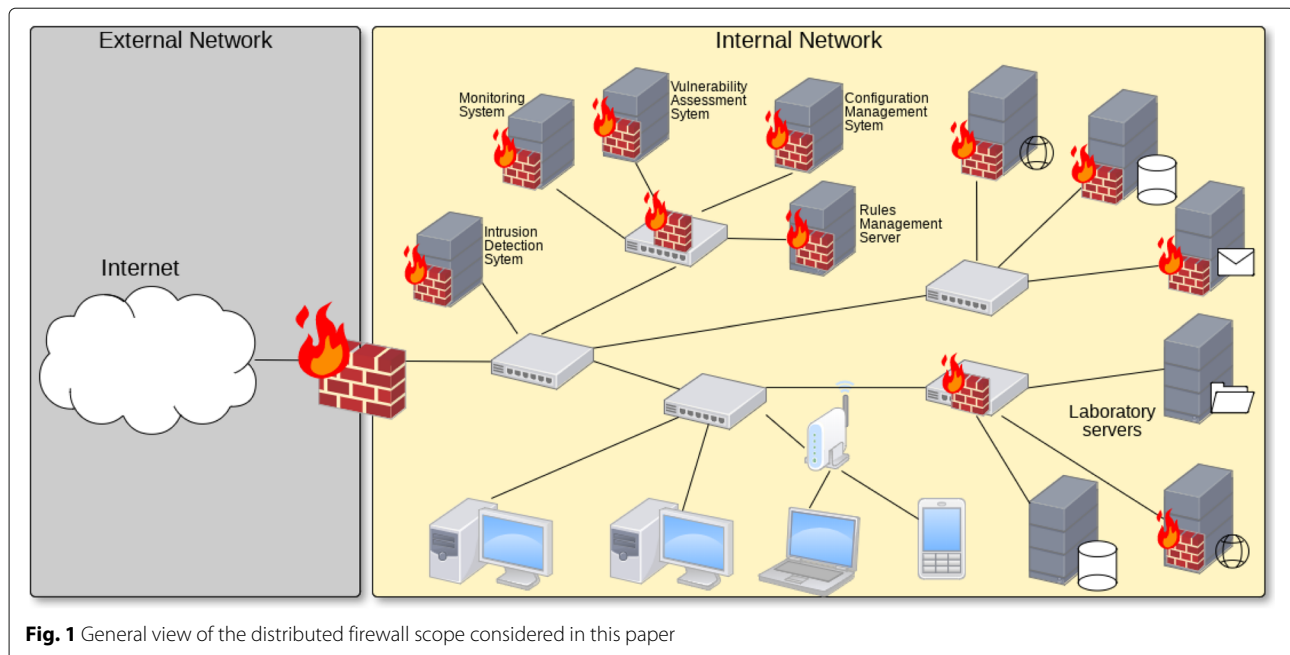 External Network
Internal Network
Monitoring
System
Vulnerability
Assessment
Sytem
Configuration
Management
Sytem
Intrusion
Detection
Sytem
Rules
Management
Server
Internet
Laboratory
servers
Fig. 1 General view of the distributed firewall scope considered in this paper